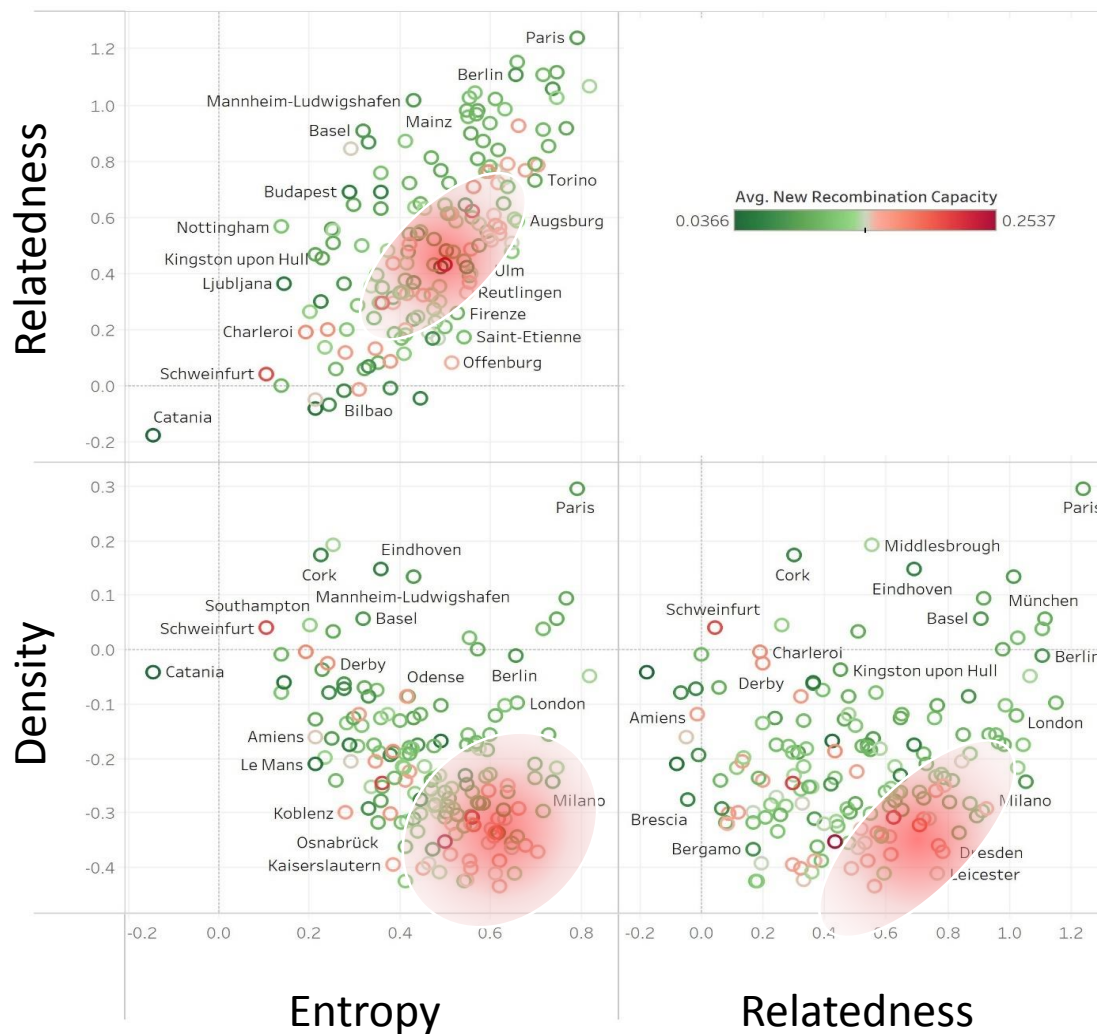 Relatedness
1.2
1.0
0.8
0.6
0.4
0.2
0.0
-0.2
Paris
Berlin
Mannheim-Ludwigshafen
Mainz
Basel
Budapest
Torino
Nottingham
Augsburg
Kingston upon Hull
Ulm
Ljubljana
Reutlingen
Firenze
Charleroi
Saint-Etienne
Offenburg
Schweinfurt
Bilbao
Catania
Avg. New Recombination Capacity
0.0366 0.2537
Density
0.3
0.2
0.1
0.0
-0.1
-0.2
-0.3
-0.4
Paris
Eindhoven
Cork
Mannheim-Ludwigshafen
Southampton
Basel
Schweinfurt
Catania
Derby
Berlin
Odense
London
Amiens
Le Mans
Milano
Koblenz
Osnabrück
Kaiserslautern
Paris
Middlesbrough
Cork
Eindhoven
Schweinfurt
München
Basel
Charleroi
Berlin
Kingston upon Hull
Derby
Amiens
London
Milano
Brescia
Bergamo
Dresden
Leicester
-0.2 0.0 0.2 0.4 0.6 0.8
-0.2 0.0 0.2 0.4 0.6 0.8 1.0 1.2
Entropy
Relatedness